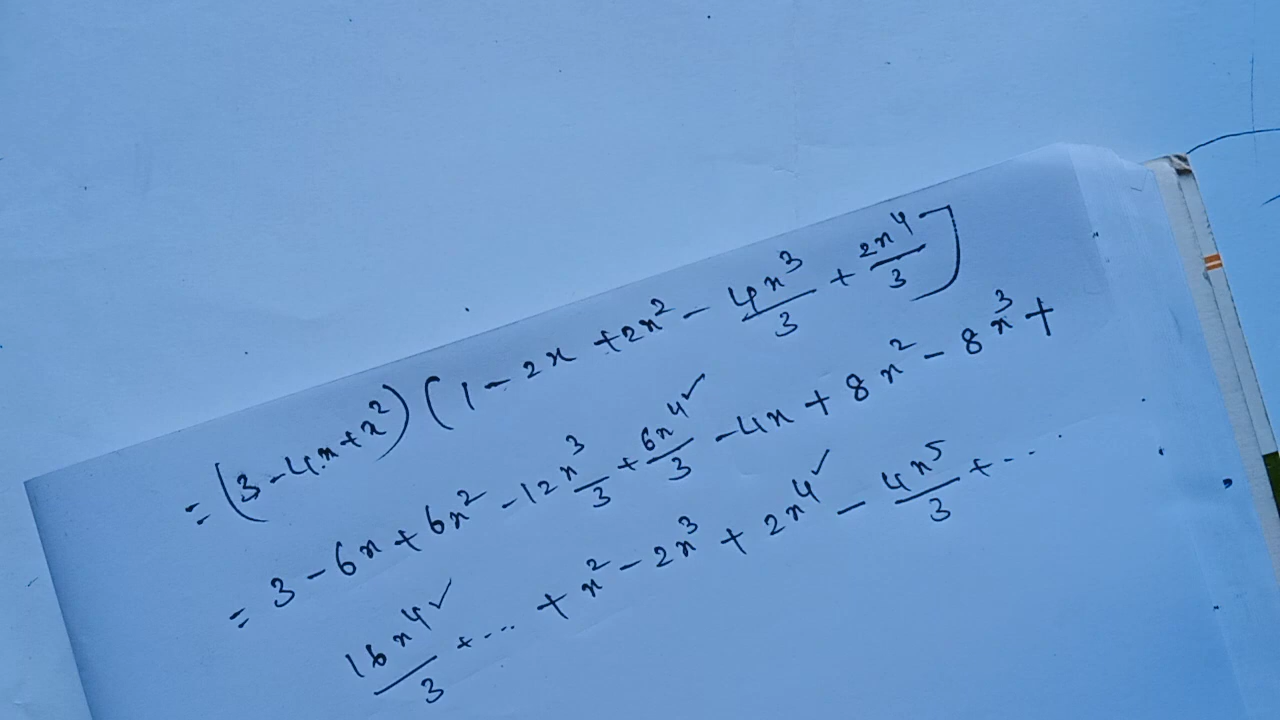 = (3 - 4x + x²) (1 - 2x + 2x² - 4x³/3 + 2x⁴/3]
= 3 - 6x + 6x² - 12x³/3 + 6x⁴/3 ✓ - 4x + 8x² - 8x³ +
16x⁴/3 ✓ + ... + x² - 2x³ + 2x⁴ ✓ - 4x⁵/3 + ...